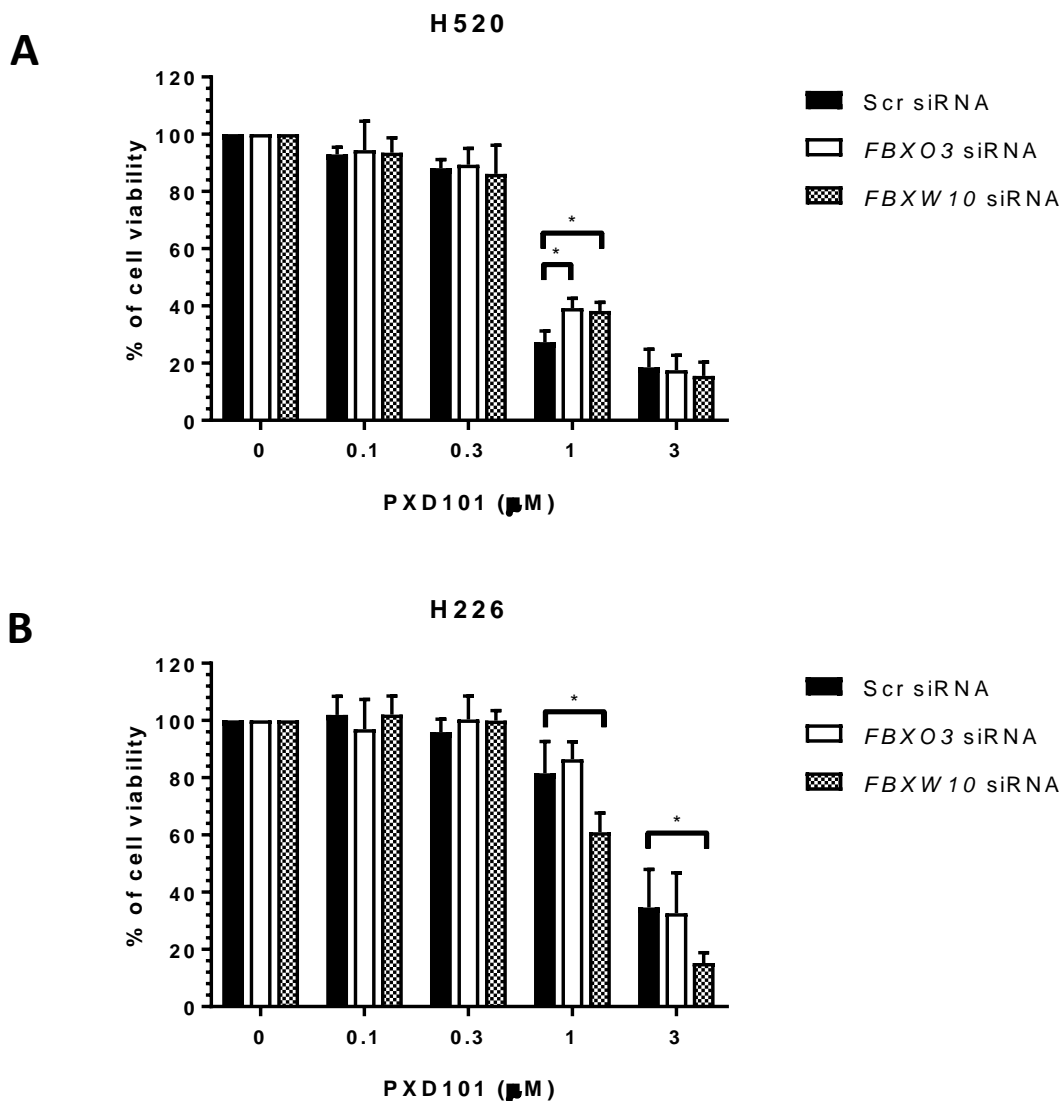 A
H520
120
100
80
60
40
20
0
% of cell viability
*
*
0 0.1 0.3 1 3
PXD101 (μM)
Scr siRNA
FBXO3 siRNA
FBXW10 siRNA
B
H226
120
100
80
60
40
20
0
% of cell viability
*
*
0 0.1 0.3 1 3
PXD101 (μM)
Scr siRNA
FBXO3 siRNA
FBXW10 siRNA